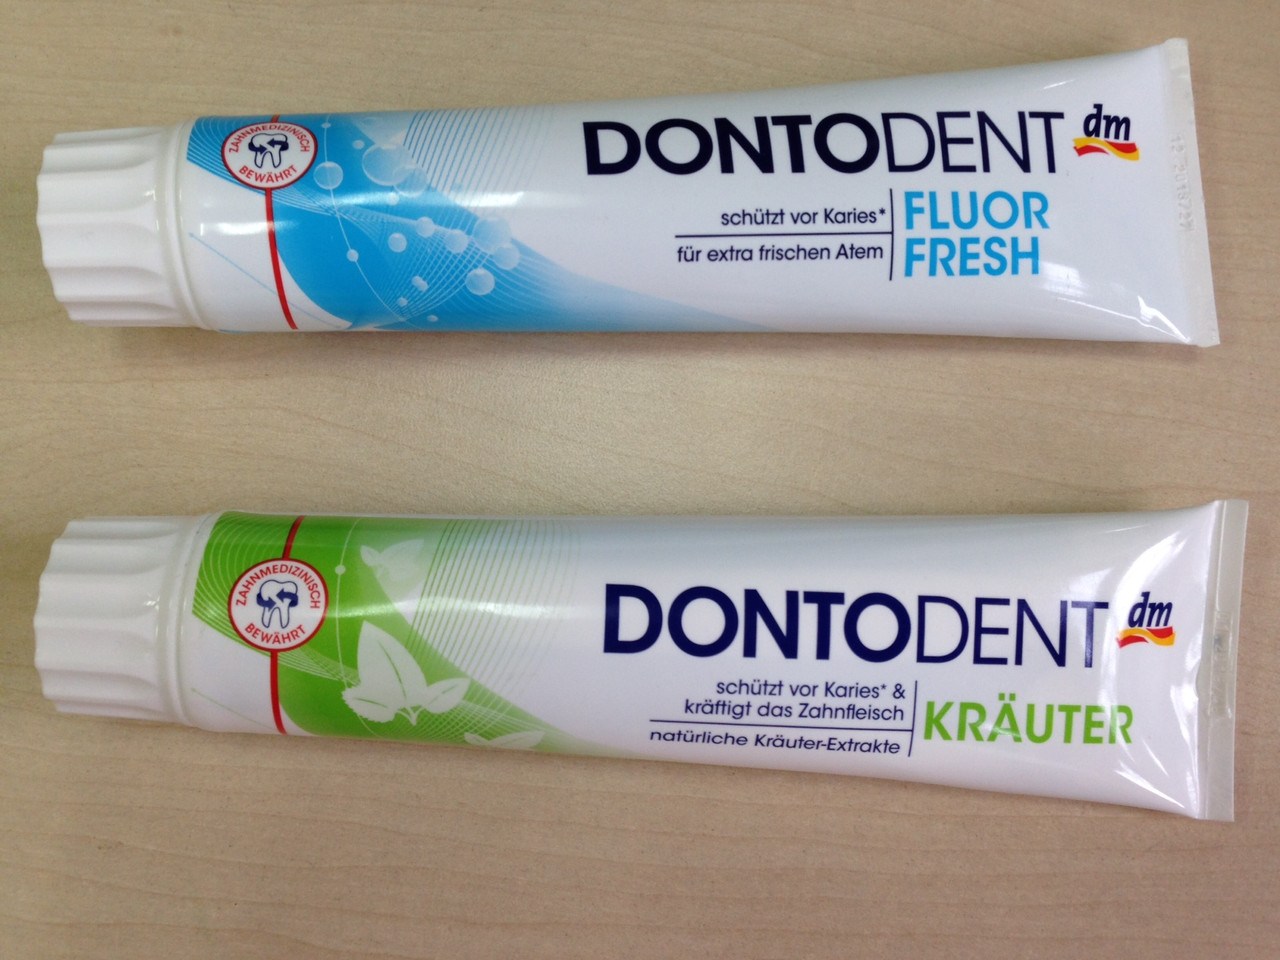 ZAHNMEDIZINISCH
BEWÄHRT
DONTODENT
dm
schützt vor Karies*
für extra frischen Atem
FLUOR
FRESH
ZAHNMEDIZINISCH
BEWÄHRT
DONTODENT
dm
schützt vor Karies* &
kräftigt das Zahnfleisch
natürliche Kräuter-Extrakte
KRÄUTER